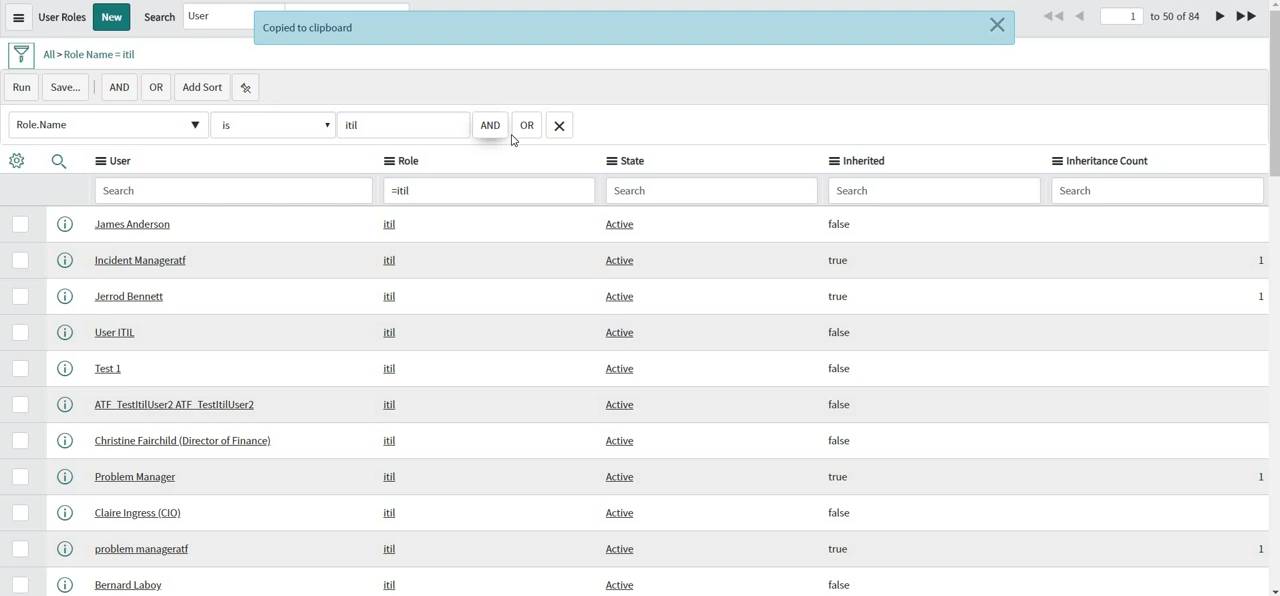 User Roles New Search User 1 to 50 of 84
Copied to clipboard
All > Role Name = itil
Run Save... AND OR Add Sort
Role.Name is itil AND OR
User Role State Inherited Inheritance Count
Search =itil Search Search Search
James Anderson itil Active false
Incident Manageratf itil Active true 1
Jerrod Bennett itil Active true 1
User ITIL itil Active false
Test 1 itil Active false
ATF_TestItilUser2 ATF_TestItilUser2 itil Active false
Christine Fairchild (Director of Finance) itil Active false
Problem Manager itil Active true 1
Claire Ingress (CIO) itil Active false
problem manageratf itil Active true 1
Bernard Laboy itil Active false